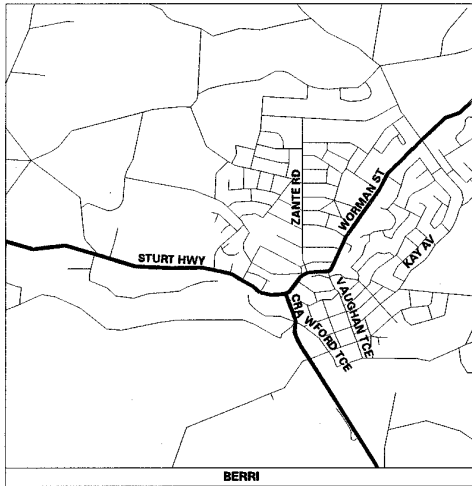 ZANTE RD
WORMAN ST
KAY AV
STURT HWY
CRAWFORD TCE
VAUGHAN TCE
BERRI